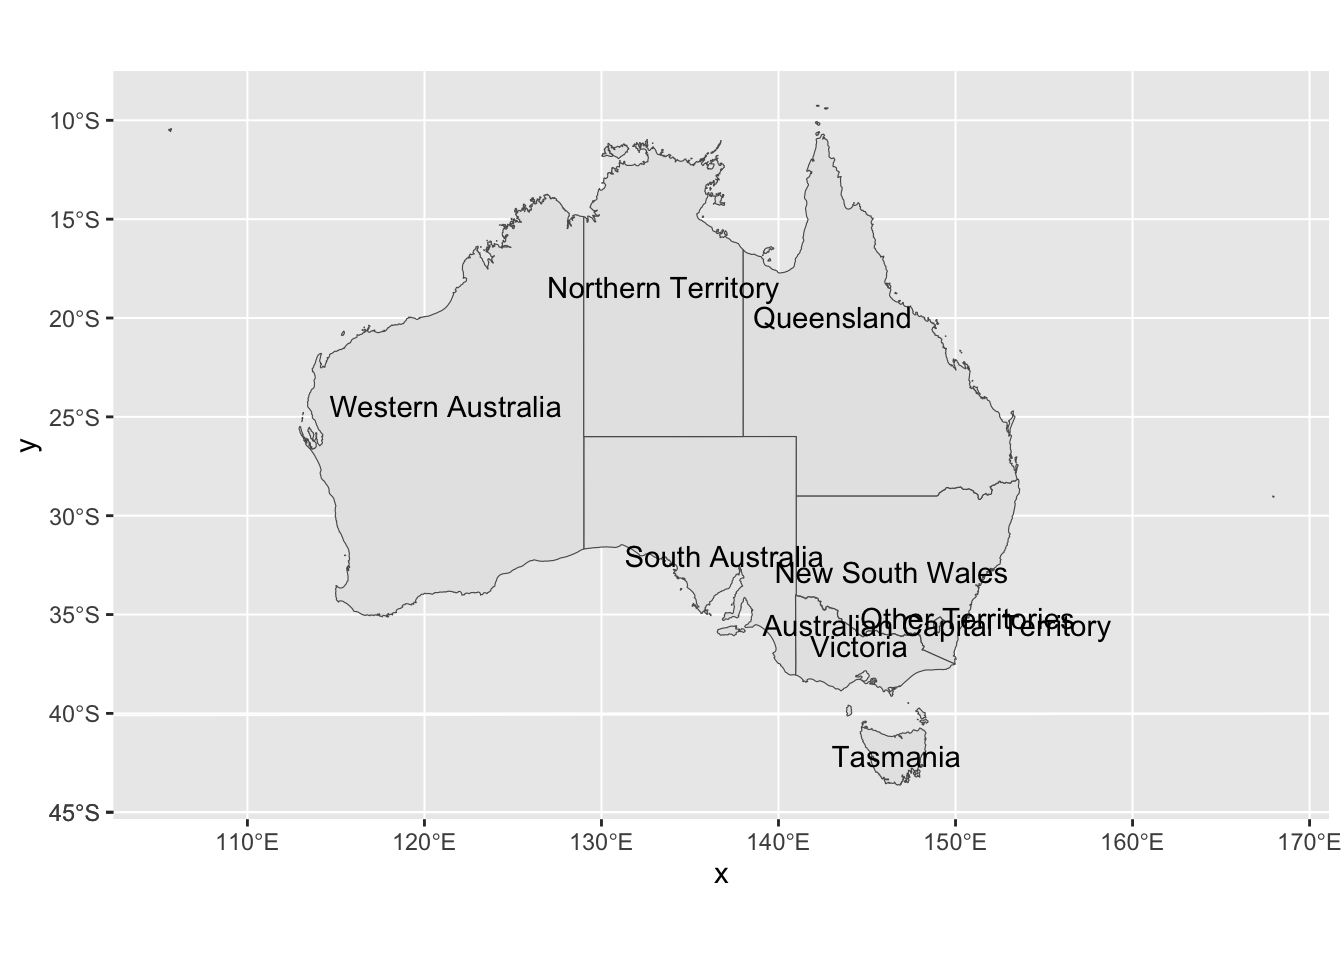 10°S
15°S
20°S
25°S
30°S
35°S
40°S
45°S
y
Northern Territory
Queensland
Western Australia
South Australia
New South Wales
Other Territories
Australian Capital Territory
Victoria
Tasmania
110°E
120°E
130°E
140°E
150°E
160°E
170°E
x